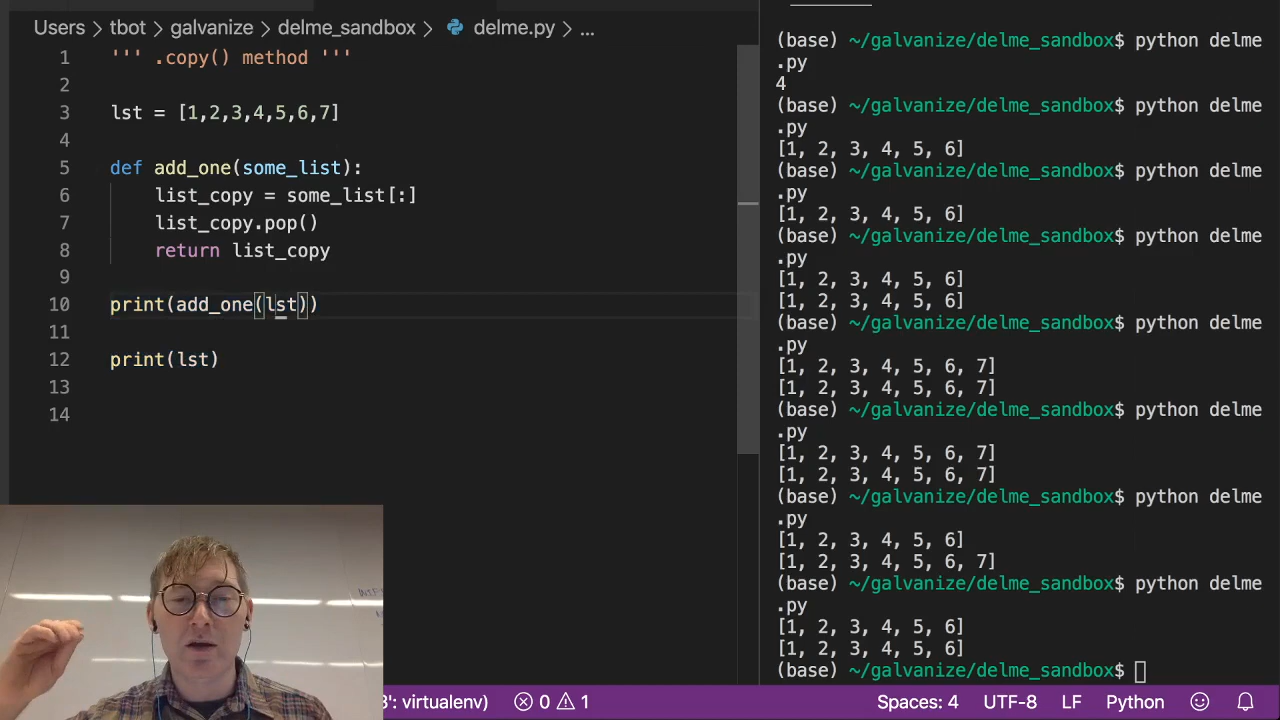 Users > tbot > galvanize > delme_sandbox > delme.py > ...
1 ''' .copy() method '''
2
3 lst = [1,2,3,4,5,6,7]
4
5 def add_one(some_list):
6 list_copy = some_list[:]
7 list_copy.pop()
8 return list_copy
9
10 print(add_one(lst))
11
12 print(lst)
13
14
3': virtualenv) 0 1 Spaces: 4 UTF-8 LF Python
(base) ~/galvanize/delme_sandbox$ python delme
.py
4
(base) ~/galvanize/delme_sandbox$ python delme
.py
[1, 2, 3, 4, 5, 6]
(base) ~/galvanize/delme_sandbox$ python delme
.py
[1, 2, 3, 4, 5, 6]
(base) ~/galvanize/delme_sandbox$ python delme
.py
[1, 2, 3, 4, 5, 6]
[1, 2, 3, 4, 5, 6]
(base) ~/galvanize/delme_sandbox$ python delme
.py
[1, 2, 3, 4, 5, 6, 7]
[1, 2, 3, 4, 5, 6, 7]
(base) ~/galvanize/delme_sandbox$ python delme
.py
[1, 2, 3, 4, 5, 6, 7]
[1, 2, 3, 4, 5, 6, 7]
(base) ~/galvanize/delme_sandbox$ python delme
.py
[1, 2, 3, 4, 5, 6]
[1, 2, 3, 4, 5, 6, 7]
(base) ~/galvanize/delme_sandbox$ python delme
.py
[1, 2, 3, 4, 5, 6]
[1, 2, 3, 4, 5, 6]
(base) ~/galvanize/delme_sandbox$